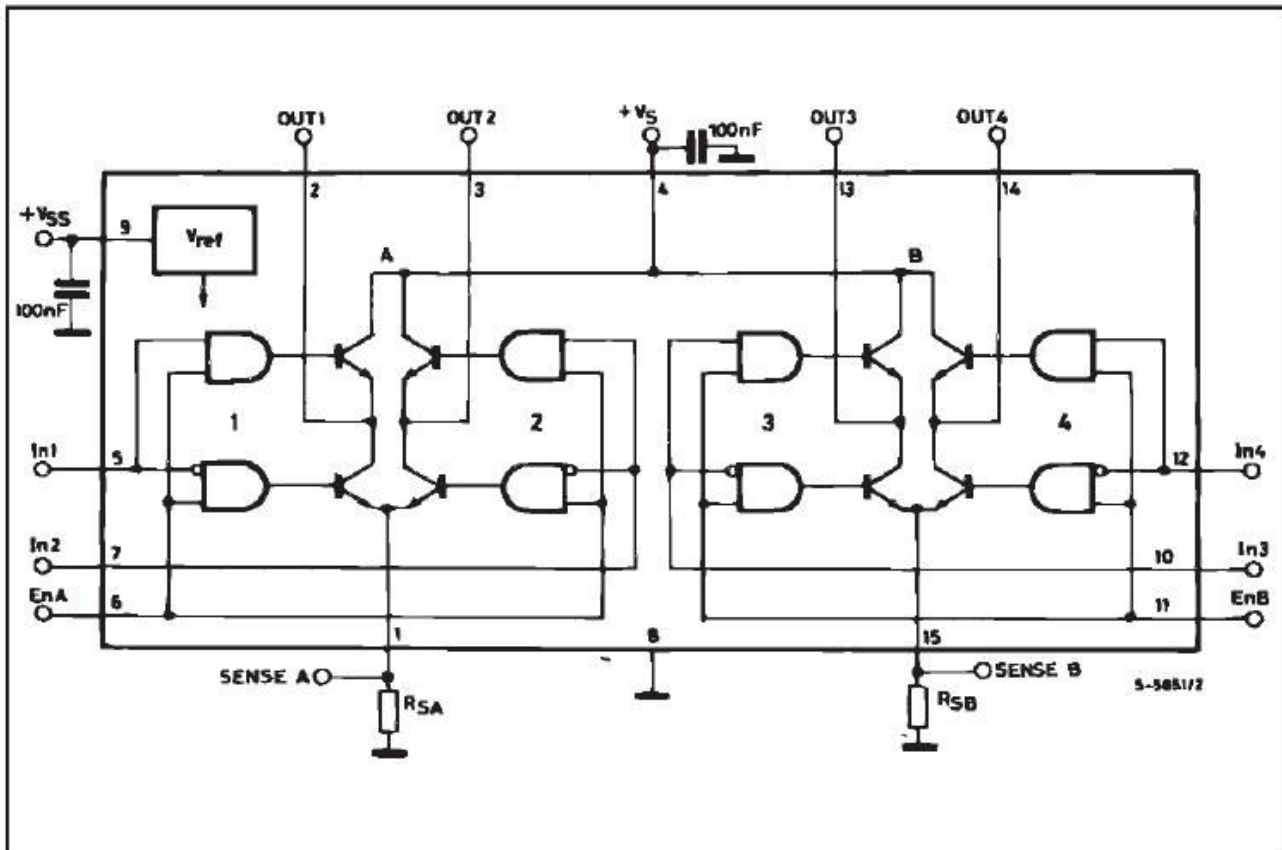 OUT1 OUT2 +VS 100nF OUT3 OUT4
2 3 4 13 14
+VSS 9 Vref
A B
100nF
1 2 3 4
In1 5 12 In4
In2 7 10 In3
EnA 6 11 EnB
1 8 15
SENSE A SENSE B
RSA RSB
S-5851/2